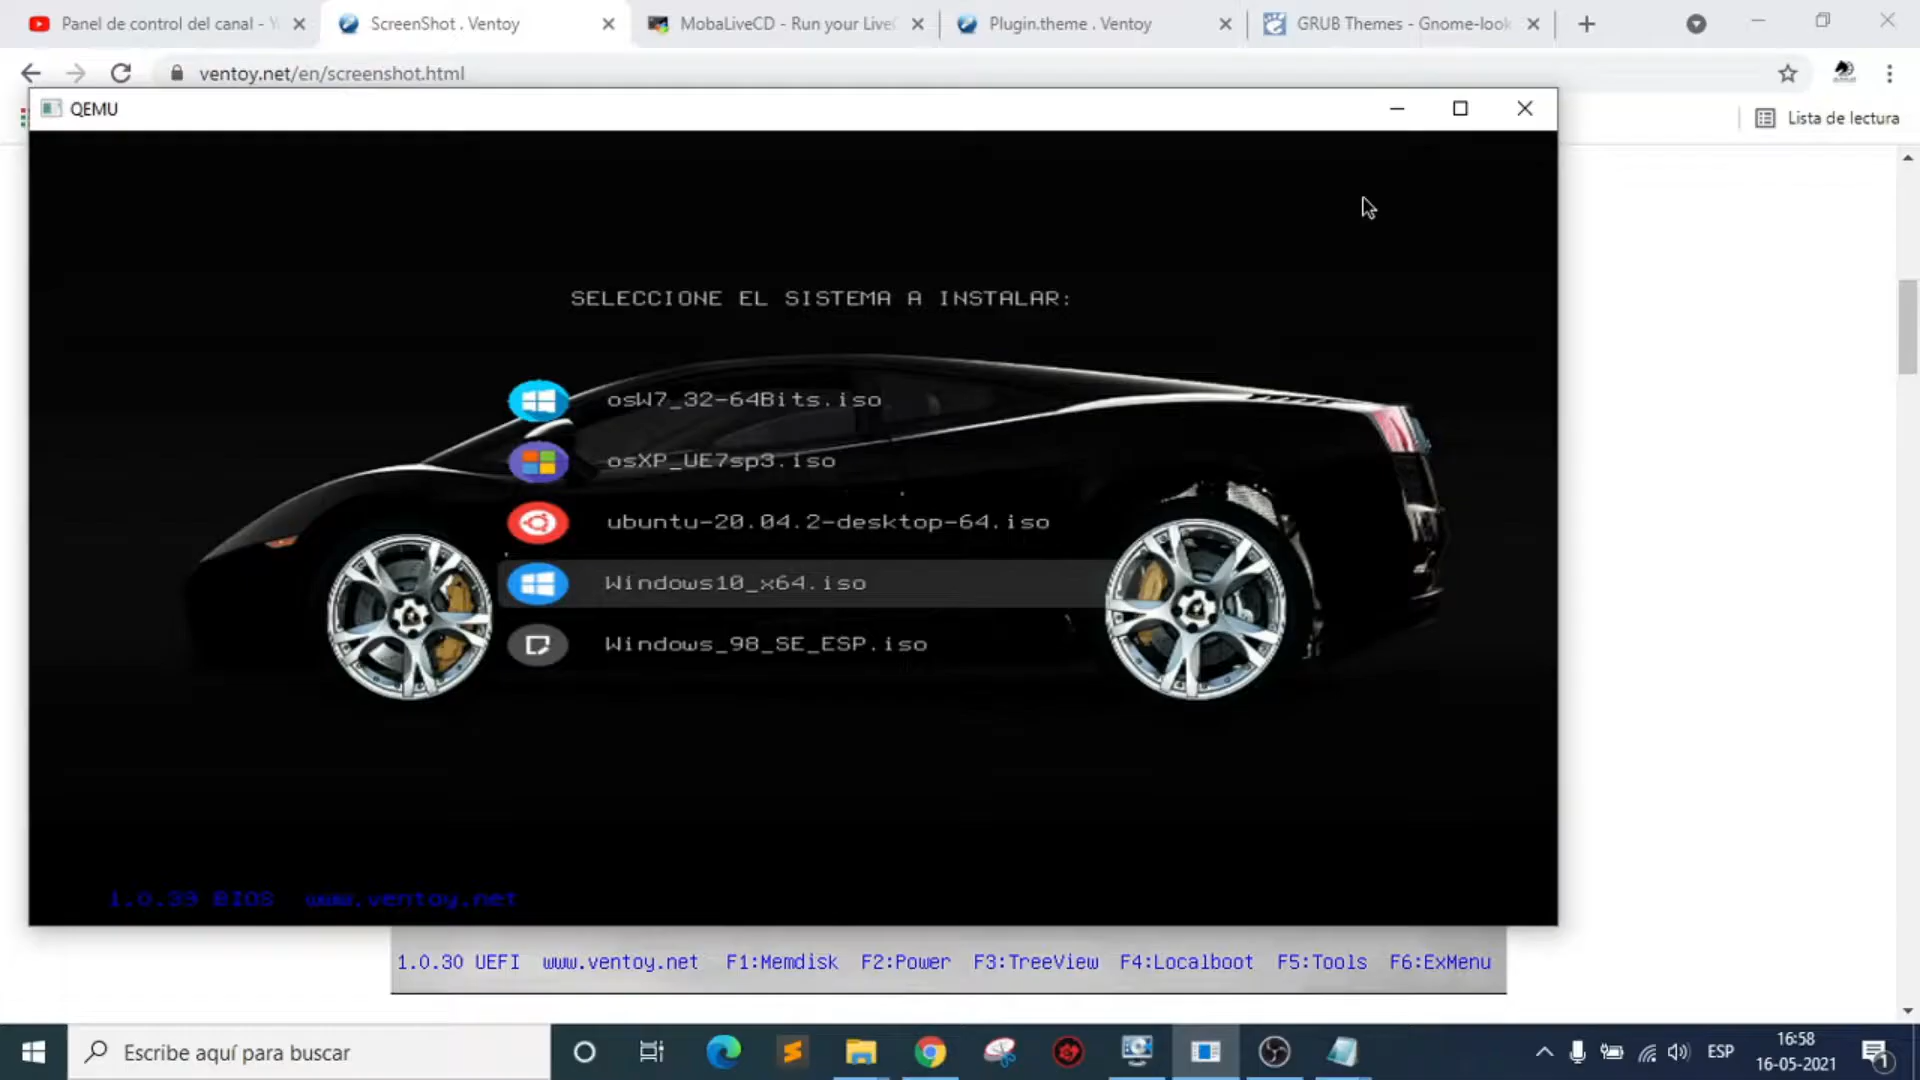 Panel de control del canal - Y
ScreenShot . Ventoy
MobaLiveCD - Run your LiveC
Plugin.theme . Ventoy
GRUB Themes - Gnome-look
ventoy.net/en/screenshot.html
QEMU
Lista de lectura
SELECCIONE EL SISTEMA A INSTALAR:
osW7_32-64Bits.iso
osXP_UE7sp3.iso
ubuntu-20.04.2-desktop-64.iso
Windows10_x64.iso
Windows_98_SE_ESP.iso
1.0.39 BIOS www.ventoy.net
1.0.30 UEFI www.ventoy.net F1:Memdisk F2:Power F3:TreeView F4:Localboot F5:Tools F6:ExMenu
Escribe aquí para buscar
ESP
16:58
16-05-2021
1